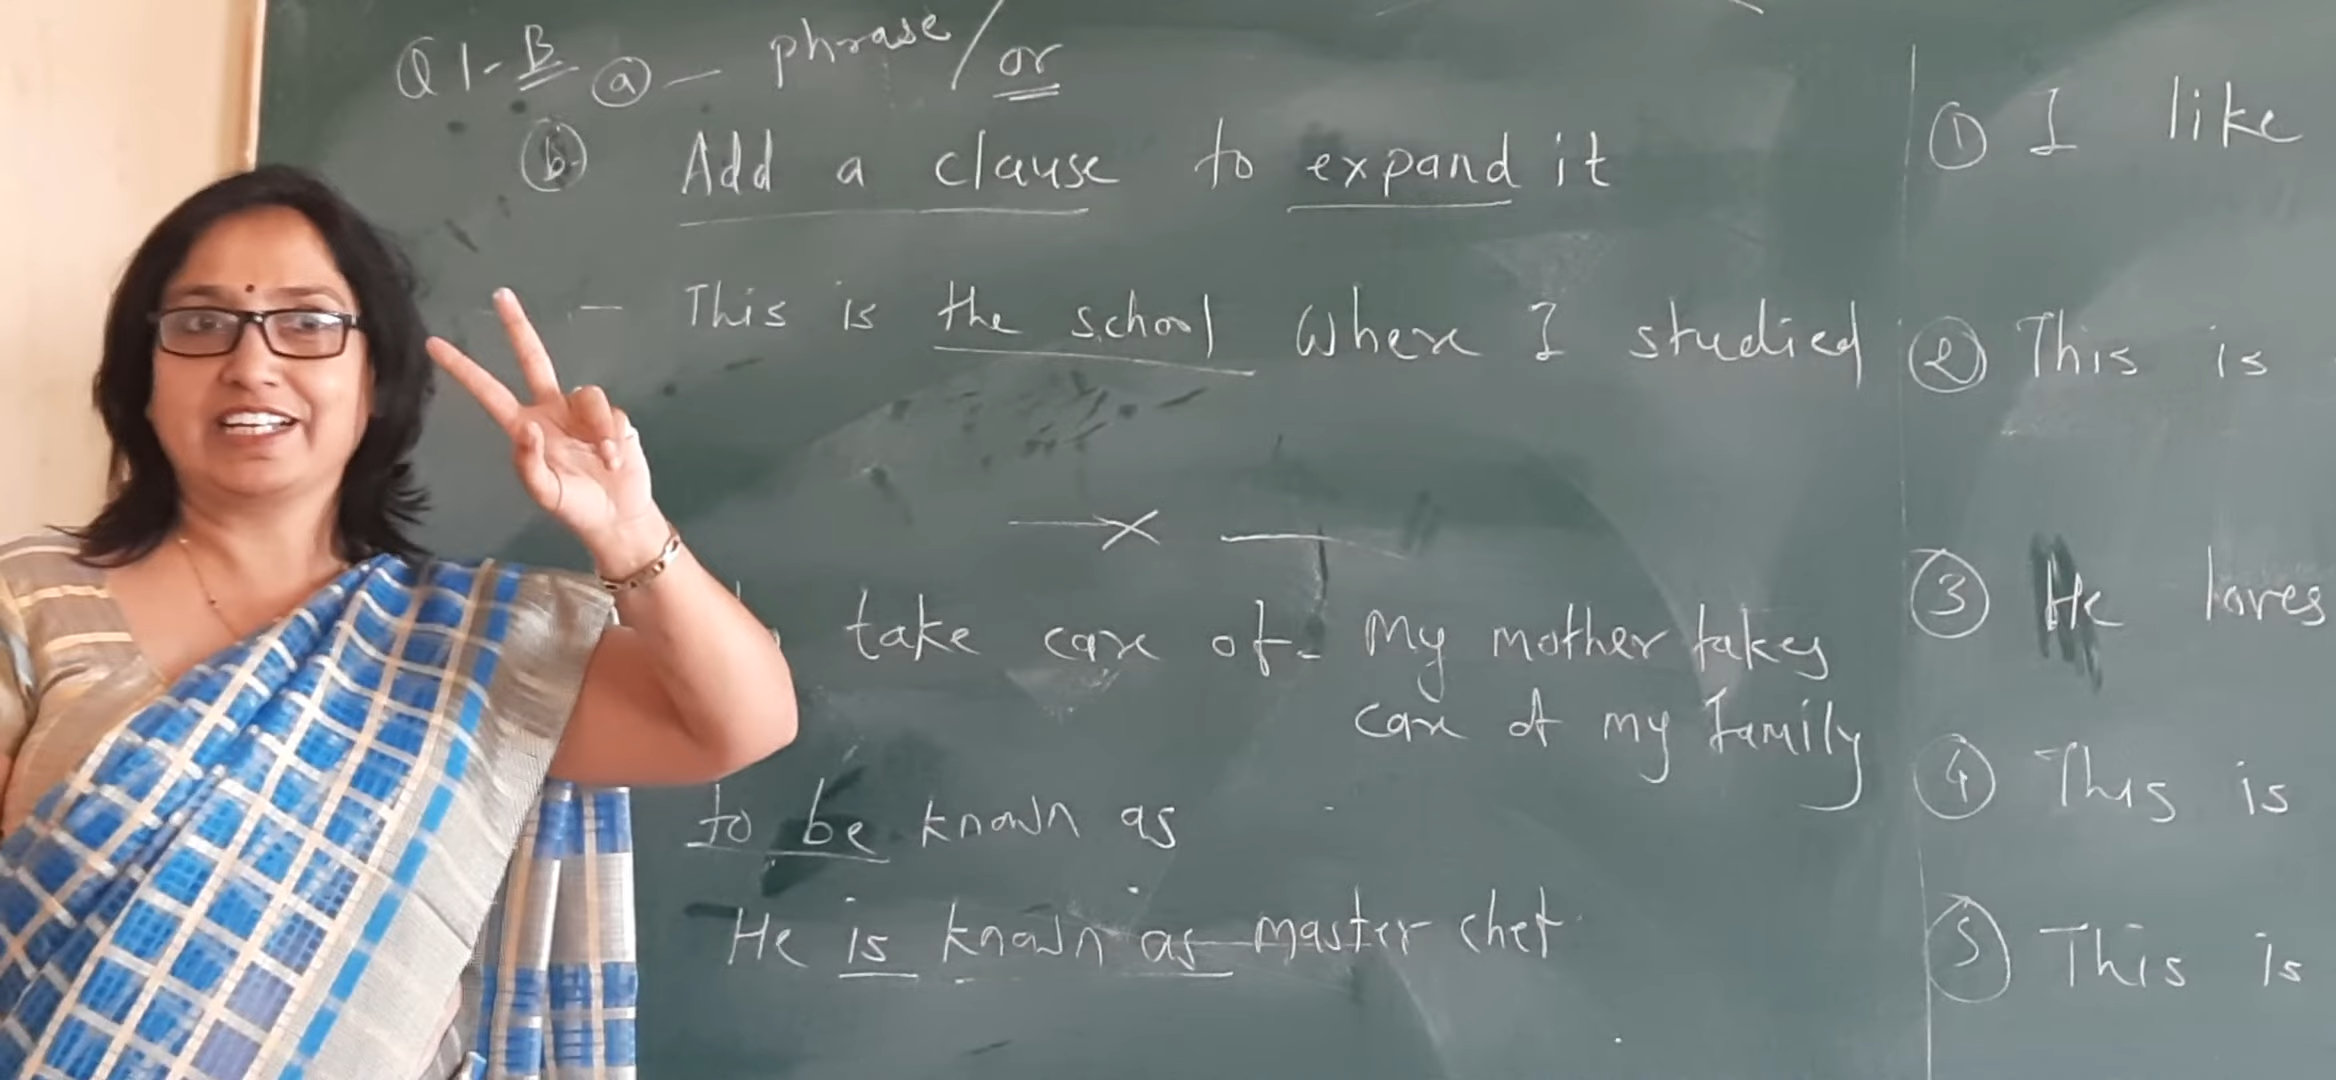 Q1-B (a) — phrase / or
(b) Add a clause to expand it
— This is the school where I studied
take care of - My mother takes
care of my family
to be known as
He is known as master chef
① I like
② This is
③ He loves
④ This is
⑤ This is